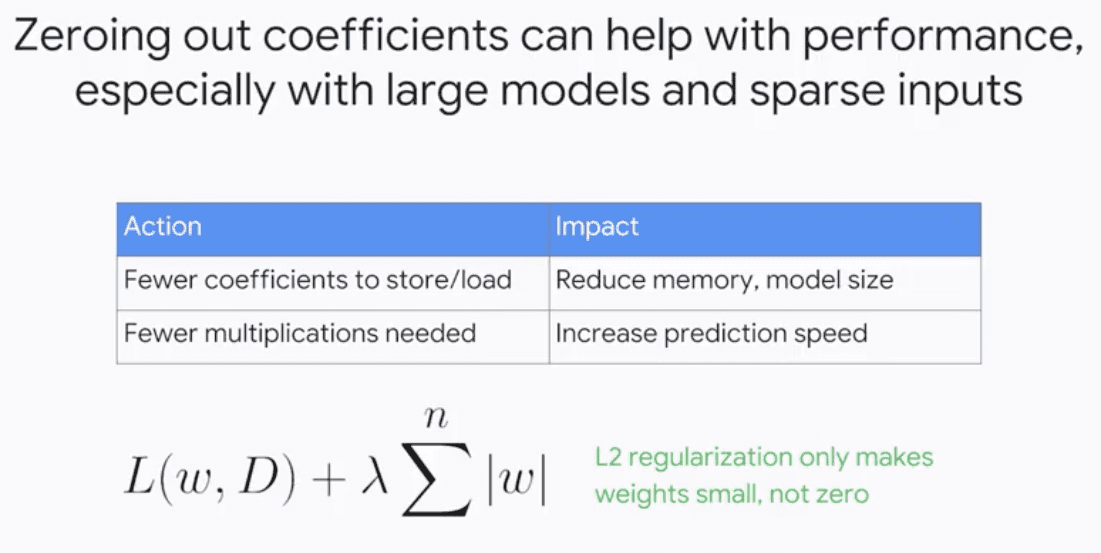 Zeroing out coefficients can help with performance,
especially with large models and sparse inputs
Action Impact
Fewer coefficients to store/load Reduce memory, model size
Fewer multiplications needed Increase prediction speed
n
L(w, D) + λ ∑ |w|
L2 regularization only makes
weights small, not zero